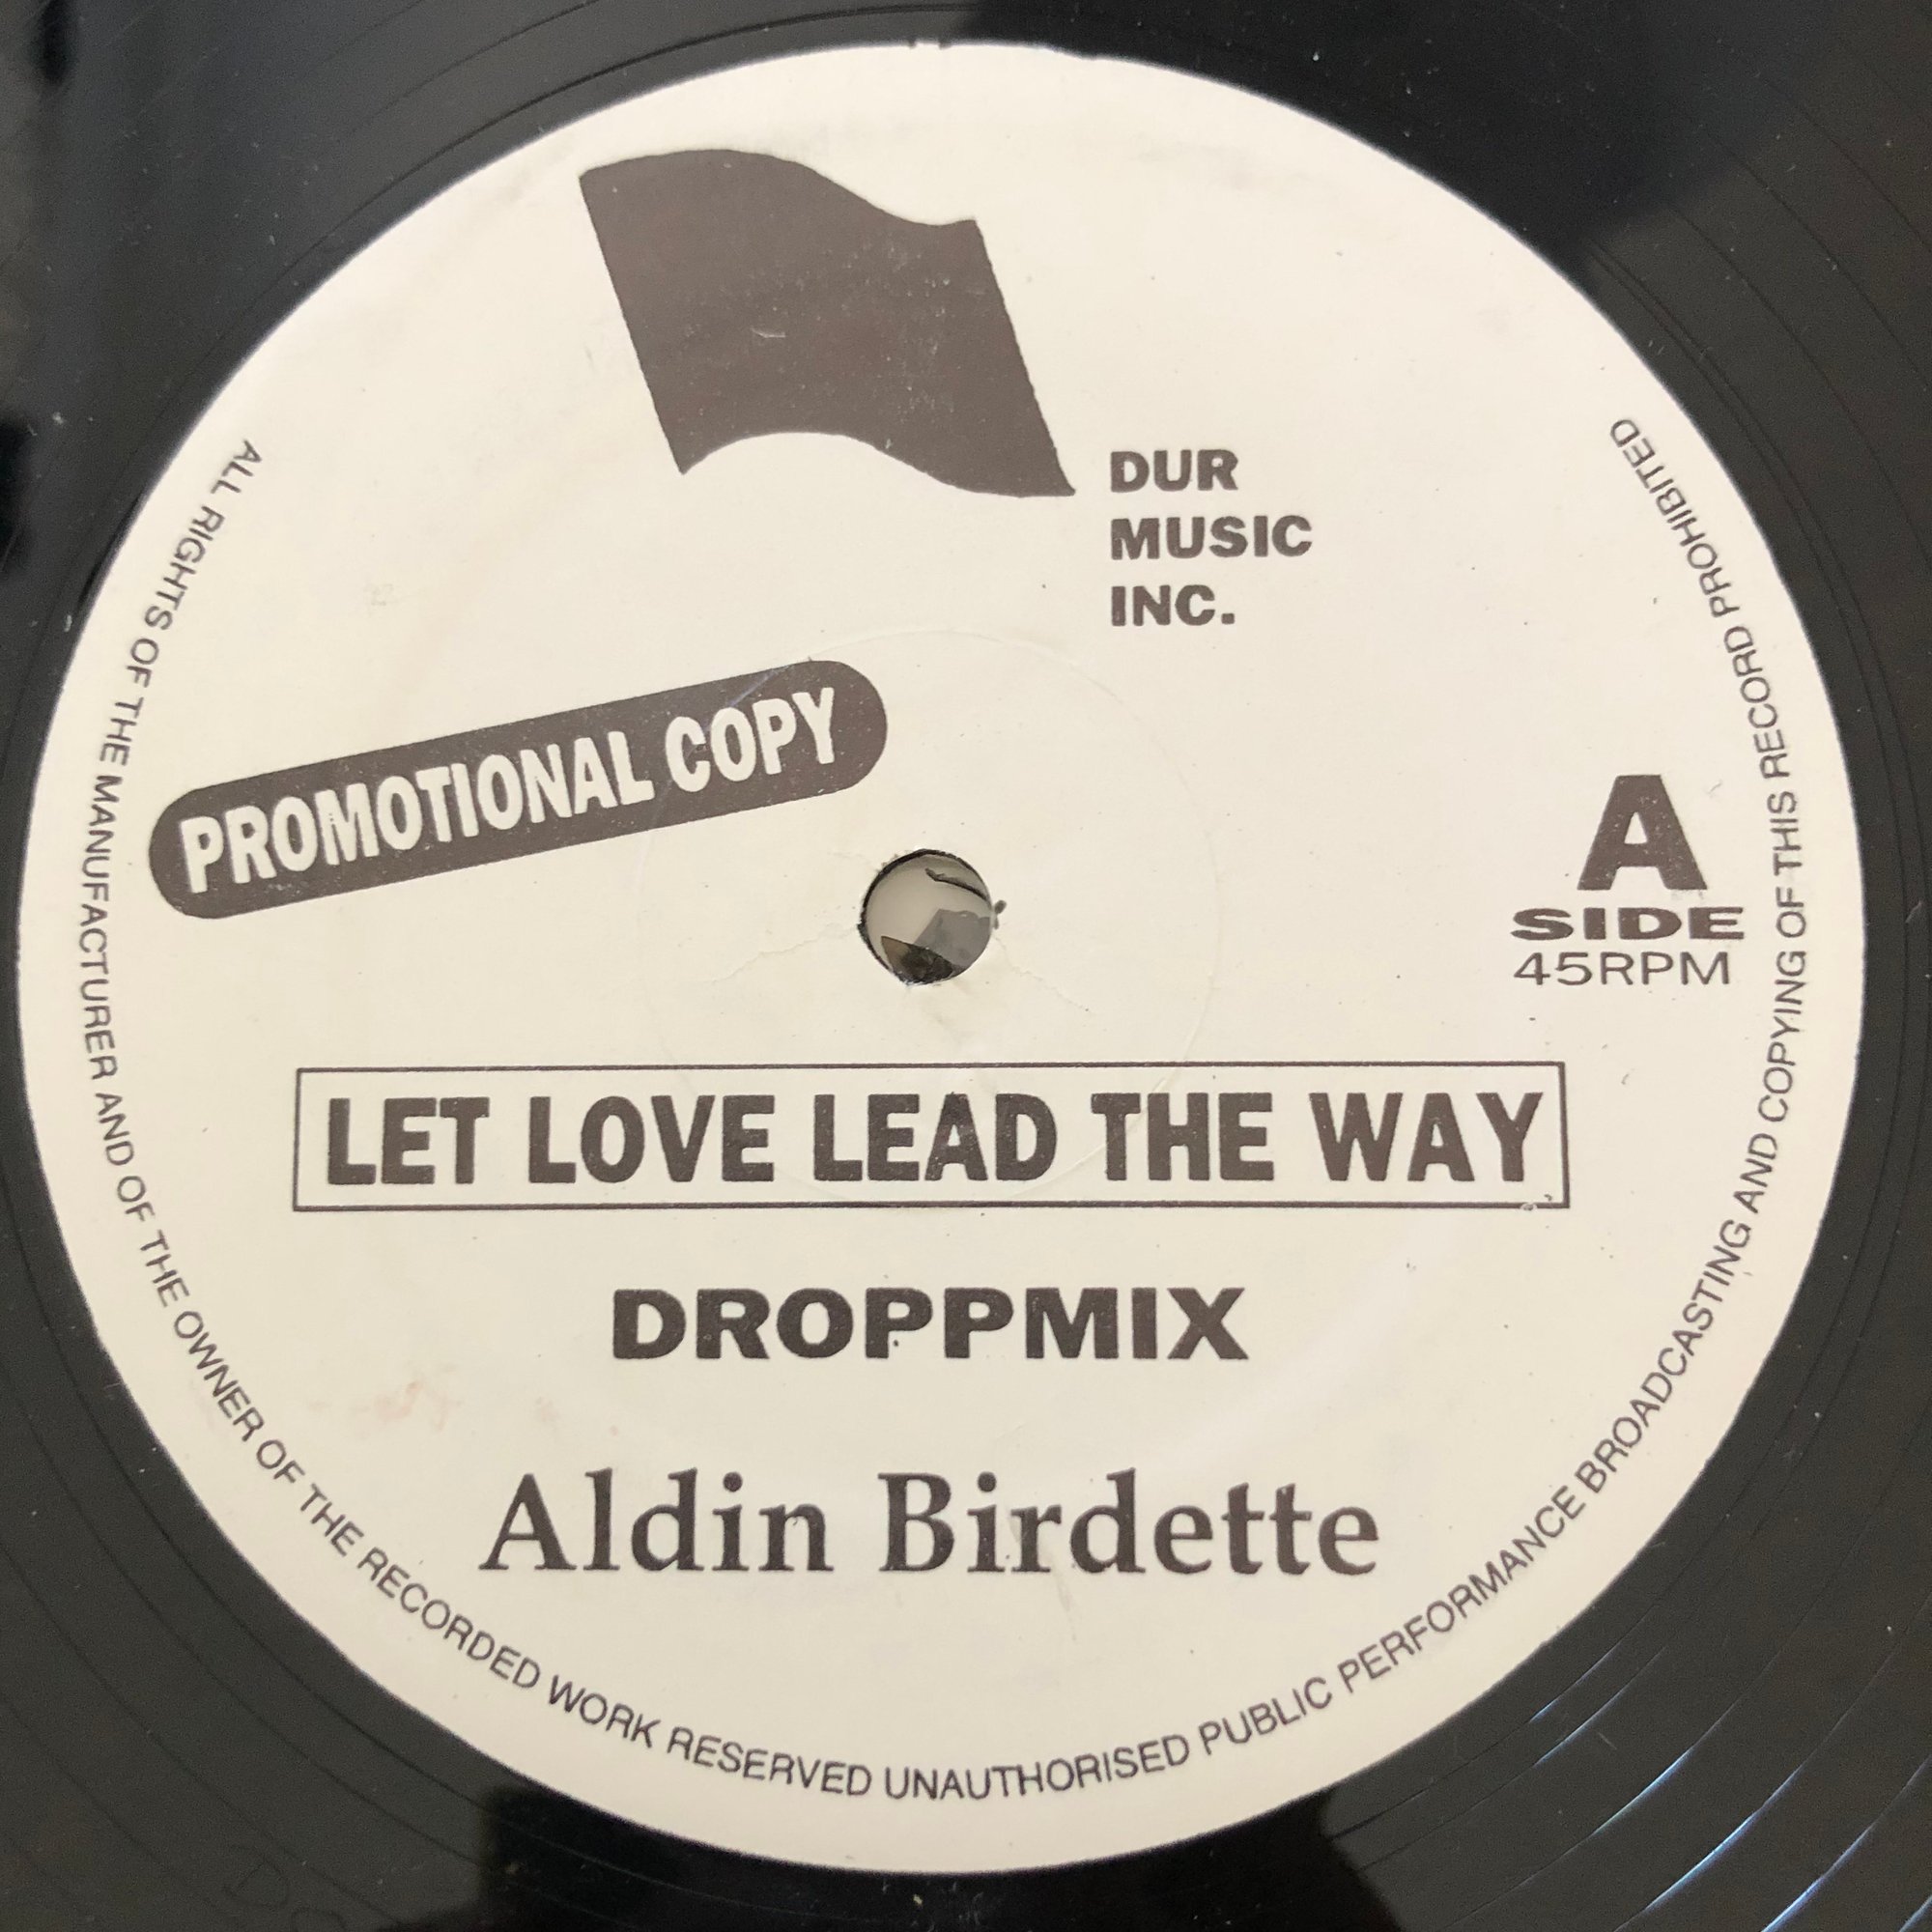 DUR
MUSIC
INC.
PROMOTIONAL COPY
A
SIDE
45RPM
LET LOVE LEAD THE WAY
DROPPMIX
Aldin Birdette
ALL RIGHTS OF THE MANUFACTURER AND OF THE OWNER OF THE RECORDED WORK RESERVED UNAUTHORISED PUBLIC PERFORMANCE BROADCASTING AND COPYING OF THIS RECORD PROHIBITED